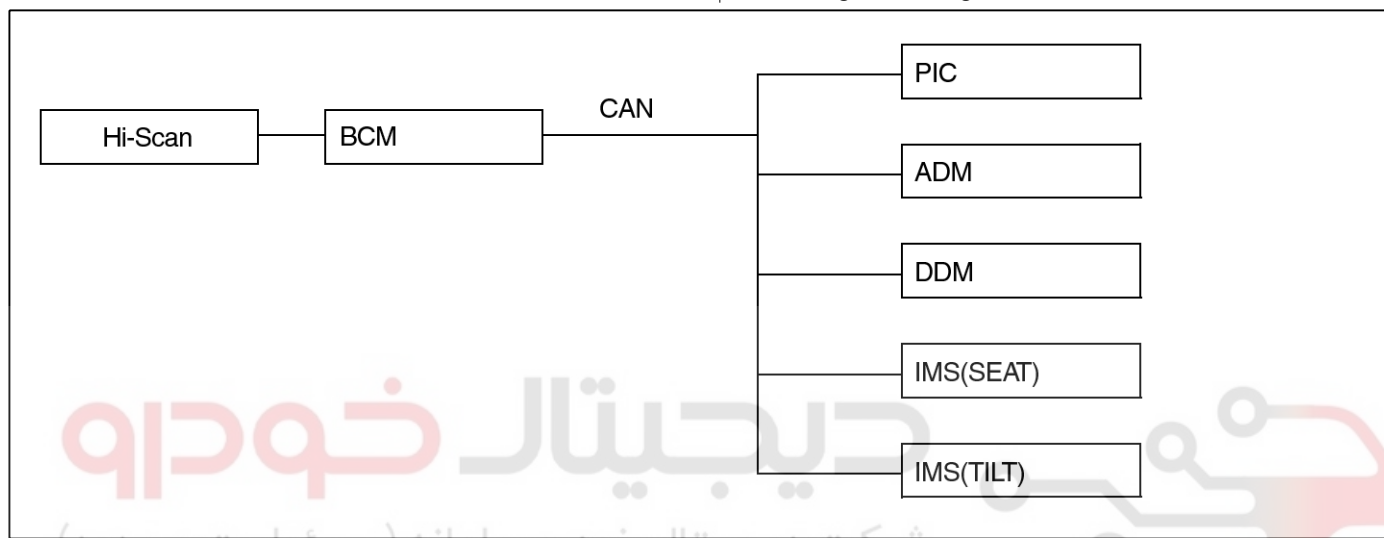 PIC
CAN
Hi-Scan
BCM
ADM
DDM
IMS(SEAT)
دیجیتال خودرو
IMS(TILT)